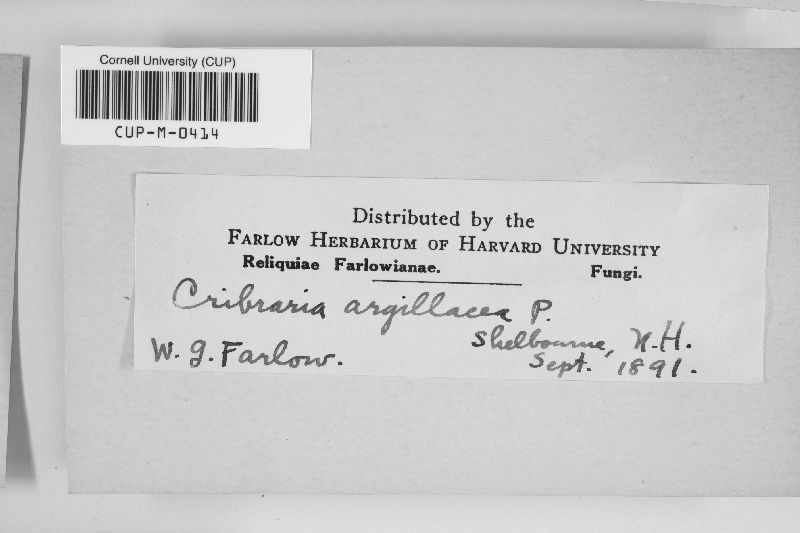 Cornell University (CUP)
CUP-M-0414
Distributed by the
FARLOW HERBARIUM OF HARVARD UNIVERSITY
Reliquiae Farlowianae. Fungi.
Cribraria argillacea P.
Shelbourne, N.H.
W. G. Farlow. Sept. 1891.